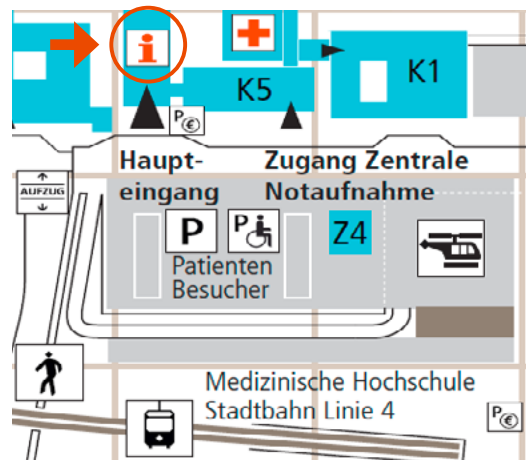 i
K5
K1
P€
Haupt-
eingang
Zugang Zentrale
Notaufnahme
AUFZUG
P
P
Z4
Patienten
Besucher
Medizinische Hochschule
Stadtbahn Linie 4
P€